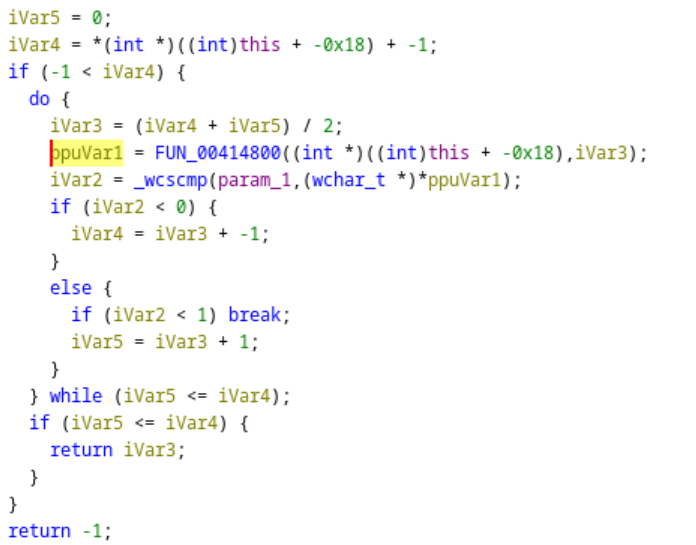 iVar5 = 0;
iVar4 = *(int *)((int)this + -0x18) + -1;
if (-1 < iVar4) {
do {
iVar3 = (iVar4 + iVar5) / 2;
ppuVar1 = FUN_00414800((int *)((int)this + -0x18),iVar3);
iVar2 = _wcscmp(param_1,(wchar_t *)*ppuVar1);
if (iVar2 < 0) {
iVar4 = iVar3 + -1;
}
else {
if (iVar2 < 1) break;
iVar5 = iVar3 + 1;
}
} while (iVar5 <= iVar4);
if (iVar5 <= iVar4) {
return iVar3;
}
}
return -1;